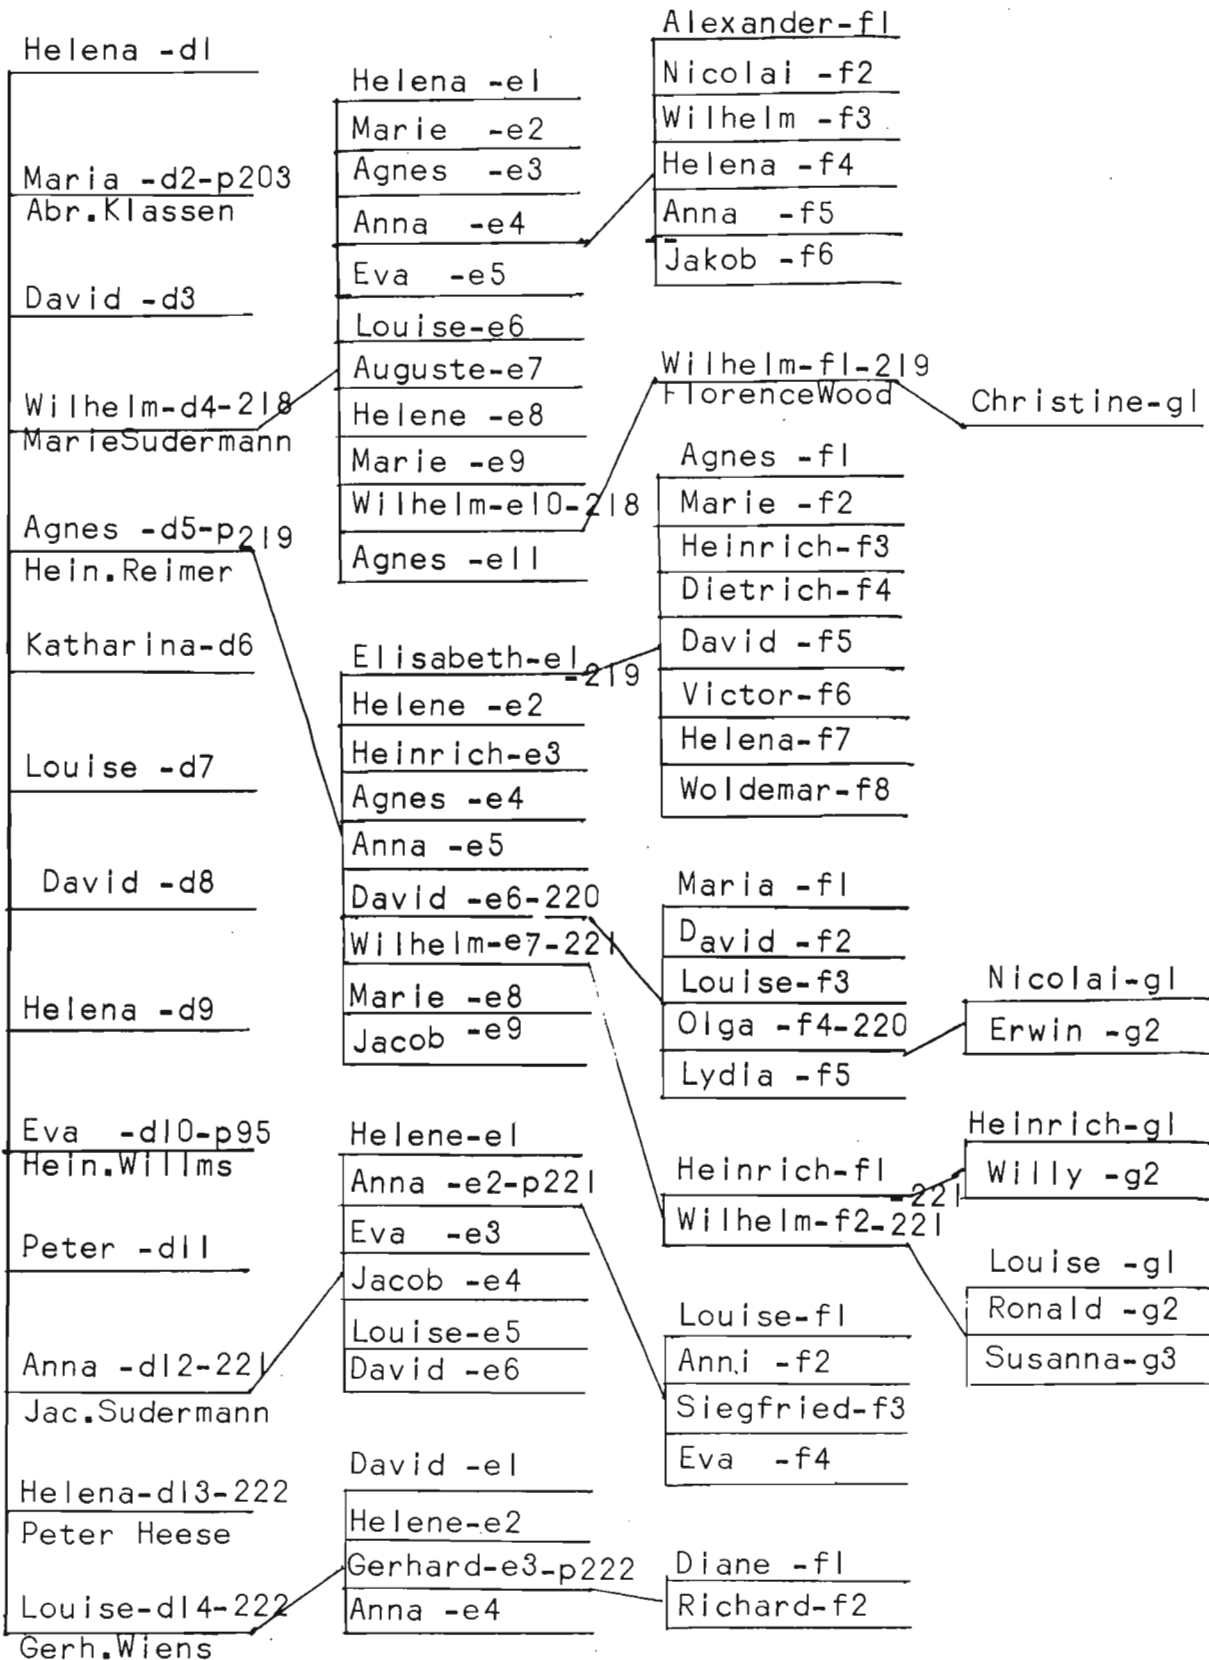 Helena -d1
Maria -d2-p203
Abr.Klassen
David -d3
Wilhelm-d4-218
MarieSudermann
Agnes -d5-p219
Hein.Reimer
Katharina-d6
Louise -d7
David -d8
Helena -d9
Eva -d10-p95
Hein.Willms
Peter -d11
Anna -d12-221
Jac.Sudermann
Helena-d13-222
Peter Heese
Louise-d14-222
Gerh.Wiens
Helena -e1
Marie -e2
Agnes -e3
Anna -e4
Eva -e5
Louise-e6
Auguste-e7
Helene -e8
Marie -e9
Wilhelm-e10-218
Agnes -e11
Elisabeth-e1
-219
Helene -e2
Heinrich-e3
Agnes -e4
Anna -e5
David -e6-220
Wilhelm-e7-221
Marie -e8
Jacob -e9
Helene-e1
Anna -e2-p221
Eva -e3
Jacob -e4
Louise-e5
David -e6
David -e1
Helene-e2
Gerhard-e3-p222
Anna -e4
Alexander-f1
Nicolai -f2
Wilhelm -f3
Helena -f4
Anna -f5
Jakob -f6
Wilhelm-f1-219
FlorenceWood
Agnes -f1
Marie -f2
Heinrich-f3
Dietrich-f4
David -f5
Victor-f6
Helena-f7
Woldemar-f8
Maria -f1
David -f2
Louise-f3
Olga -f4-220
Lydia -f5
Heinrich-f1
-221
Wilhelm-f2-221
Louise-f1
Anni -f2
Siegfried-f3
Eva -f4
Diane -f1
Richard-f2
Christine-g1
Nicolai-g1
Erwin -g2
Heinrich-g1
Willy -g2
Louise -g1
Ronald -g2
Susanna-g3